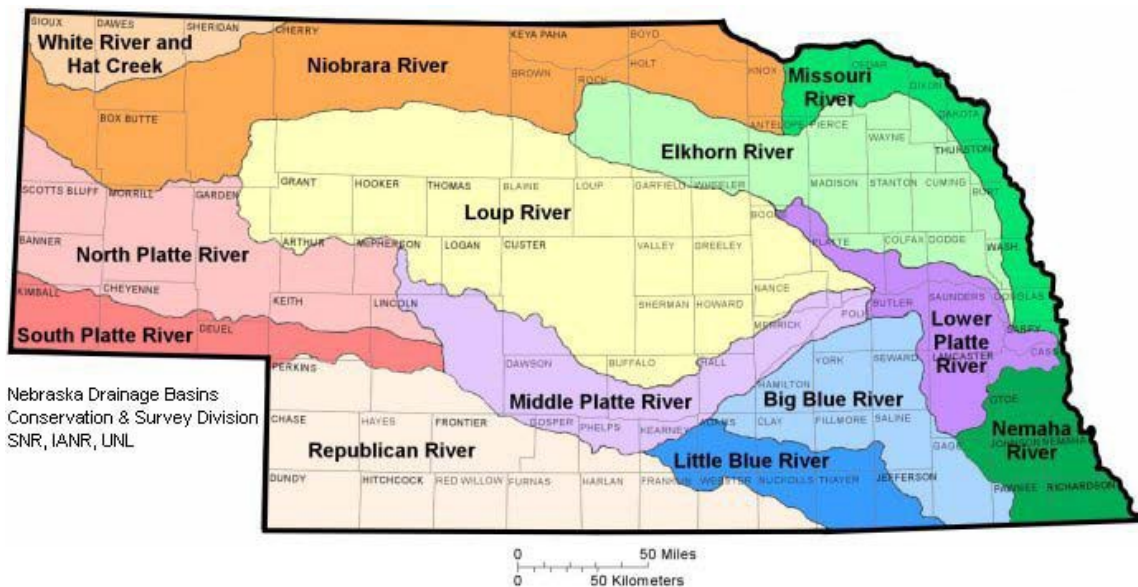 SIOUX
DAWES
SHERIDAN
CHERRY
KEYA PAHA
BOYD
White River and
Hat Creek
Niobrara River
BROWN
ROCK
HOLT
KNOX
CEDAR
Missouri
River
DIXON
DAKOTA
BOX BUTTE
ANTELOPE
PIERCE
WAYNE
THURSTON
Elkhorn River
SCOTTS BLUFF
MORRILL
GARDEN
GRANT
HOOKER
THOMAS
BLAINE
LOUP
GARFIELD
WHEELER
MADISON
STANTON
CUMING
BURT
Loup River
BOO
BANNER
North Platte River
ARTHUR
MCPHERSON
LOGAN
CUSTER
VALLEY
GREELEY
PLATTE
COLFAX
DODGE
WASH
KIMBALL
CHEYENNE
KEITH
LINCOLN
SHERMAN
HOWARD
NANCE
MERRICK
POLK
BUTLER
SAUNDERS
DOUGLAS
SARPY
South Platte River
DEUEL
Lower
Platte
River
LANCASTER
CASS
PERKINS
DAWSON
BUFFALO
HALL
HAMILTON
YORK
SEWARD
OTOE
Nebraska Drainage Basins
Conservation & Survey Division
SNR, IANR, UNL
Middle Platte River
Big Blue River
CHASE
HAYES
FRONTIER
GOSPER
PHELPS
KEARNEY
ADAMS
CLAY
FILLMORE
SALINE
GAGE
JOHNSON
NEMAHA
Nemaha
River
Republican River
Little Blue River
DUNDY
HITCHCOCK
RED WILLOW
FURNAS
HARLAN
FRANKLIN
WEBSTER
NUCKOLLS
THAYER
JEFFERSON
PAWNEE
RICHARDSON
0 50 Miles
0 50 Kilometers